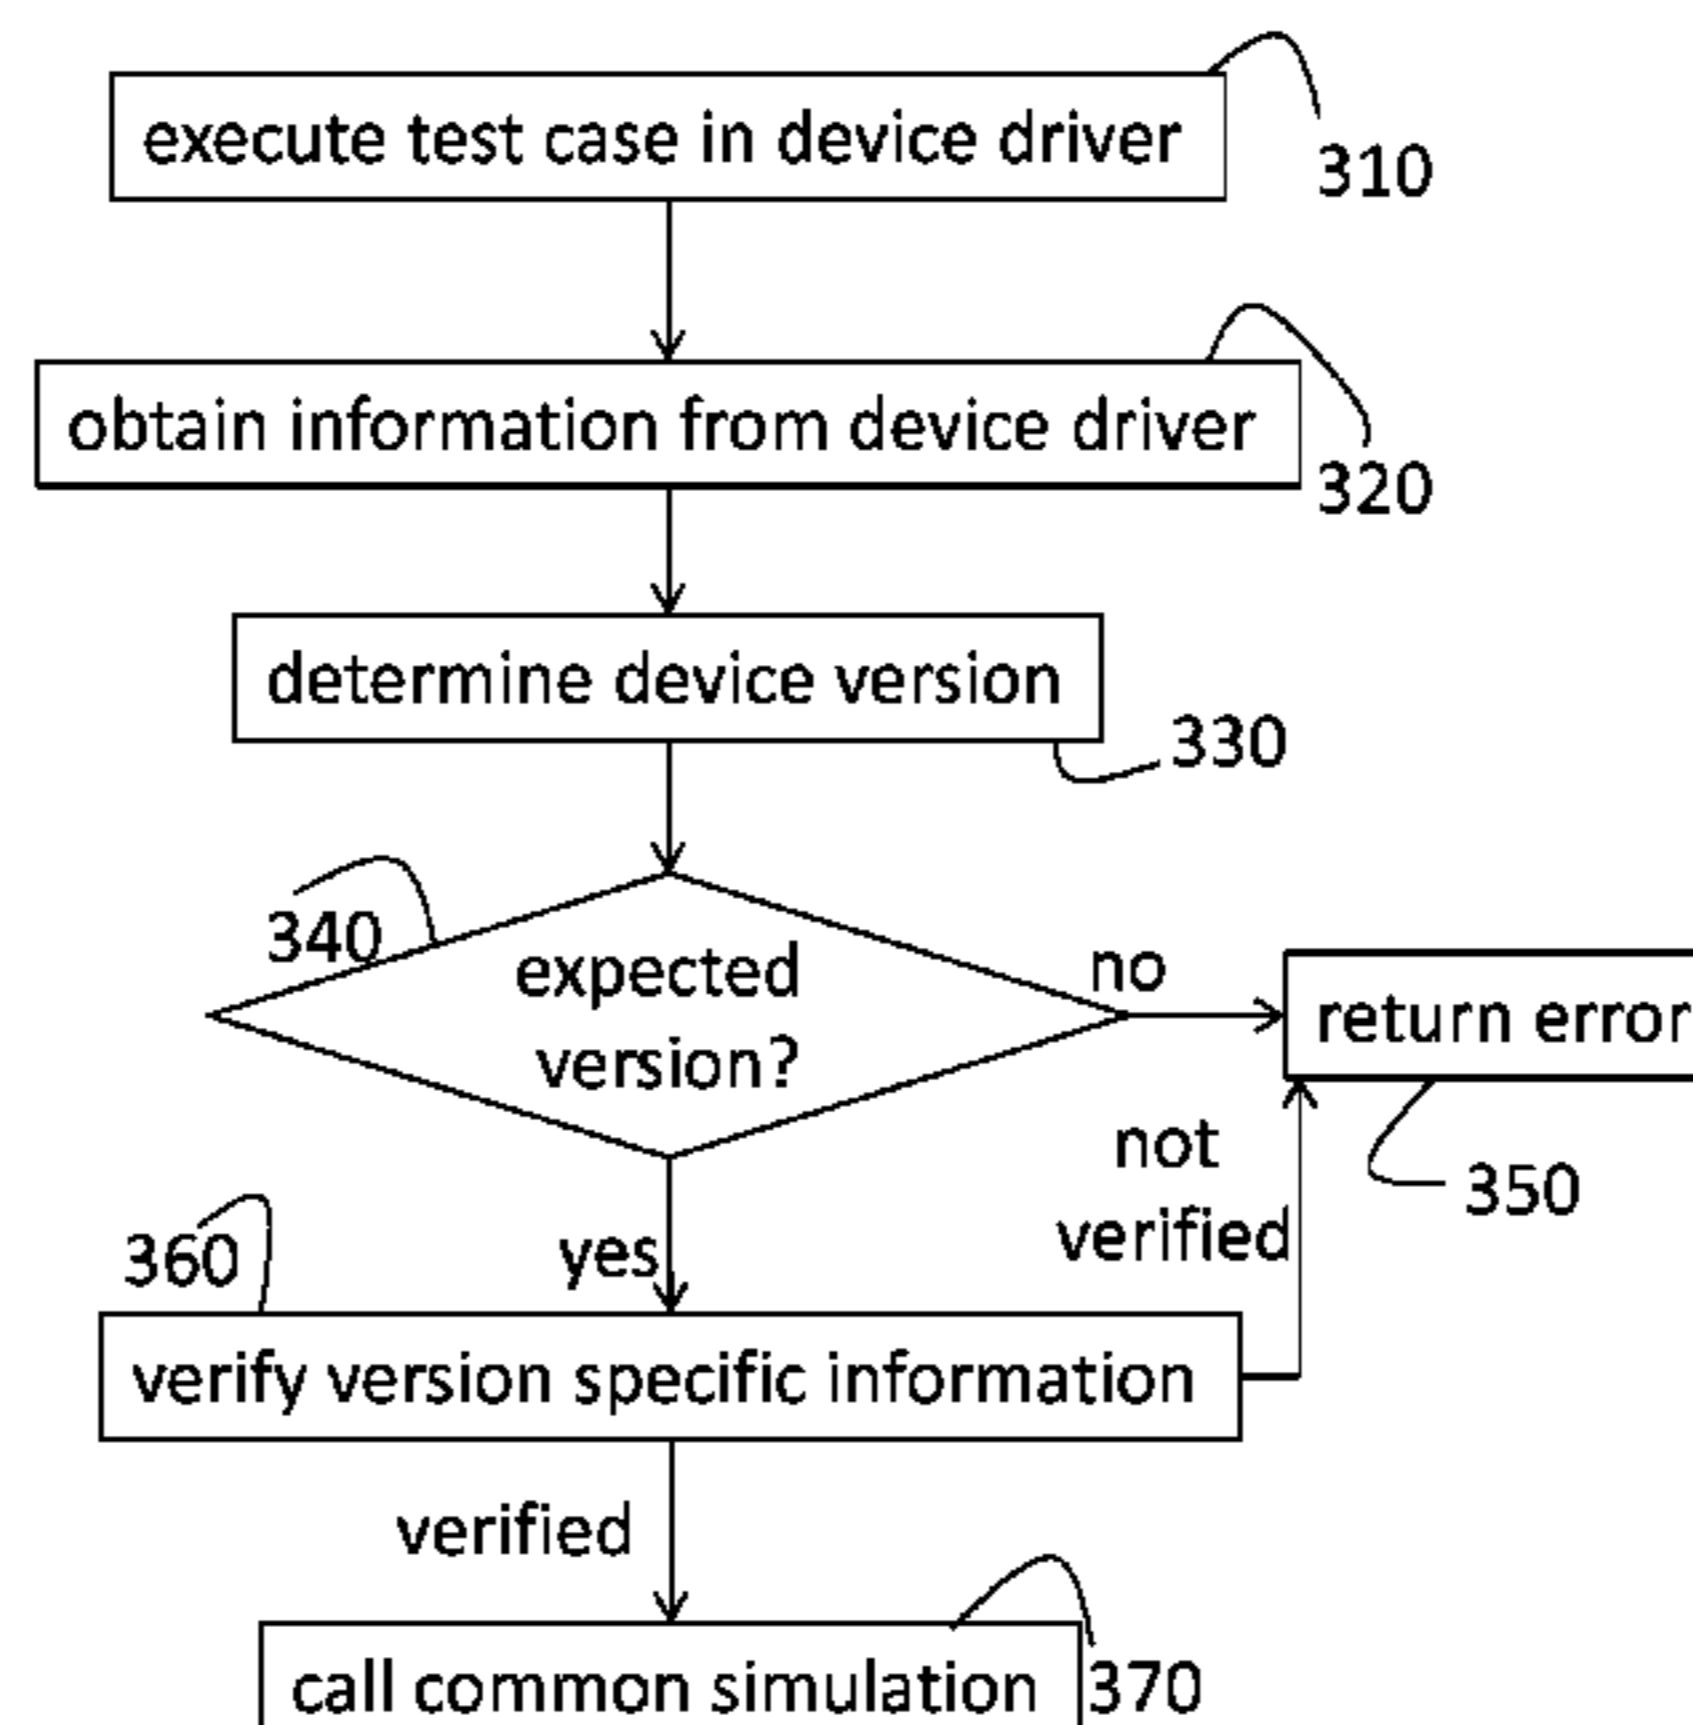 execute test case in device driver
310
obtain information from device driver
320
determine device version
330
340
expected
version?
no
return error
not
verified
350
360
yes
verify version specific information
verified
call common simulation
370